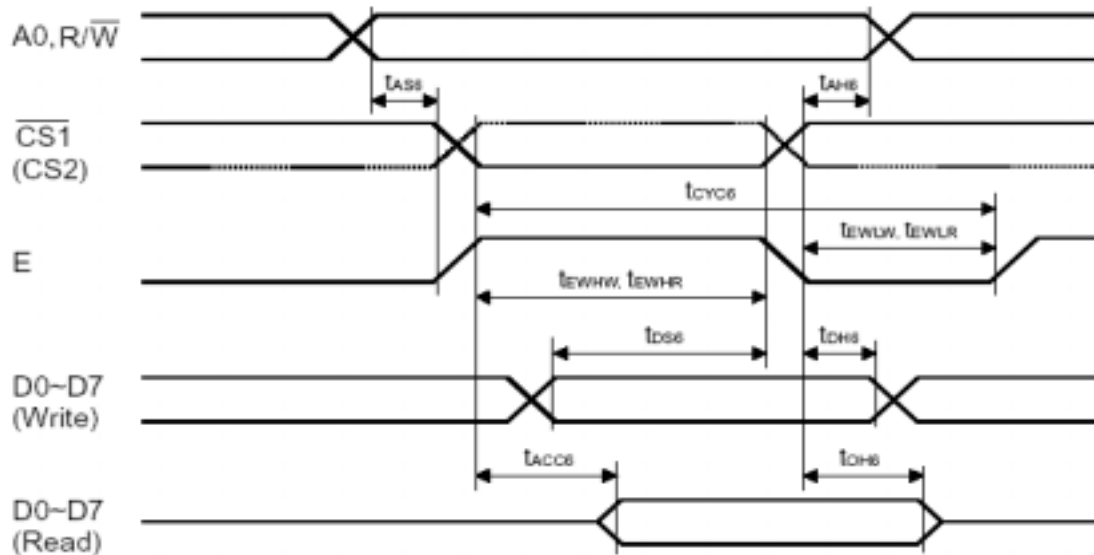 A0, R/W̅
tAS6 tAH6
C̅S̅1̅
(CS2)
tCYC6
tEWLW, tEWLR
E
tEWHW, tEWHR
tDS6 tDH6
D0~D7
(Write)
tACC6 tOH6
D0~D7
(Read)